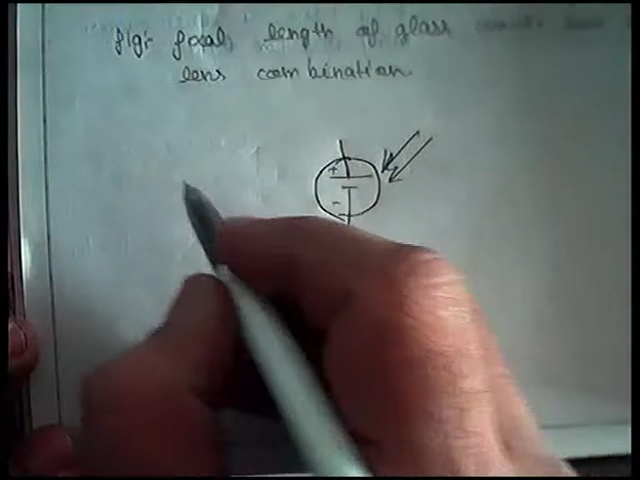 fig: focal length of glass
lens combination
+
-